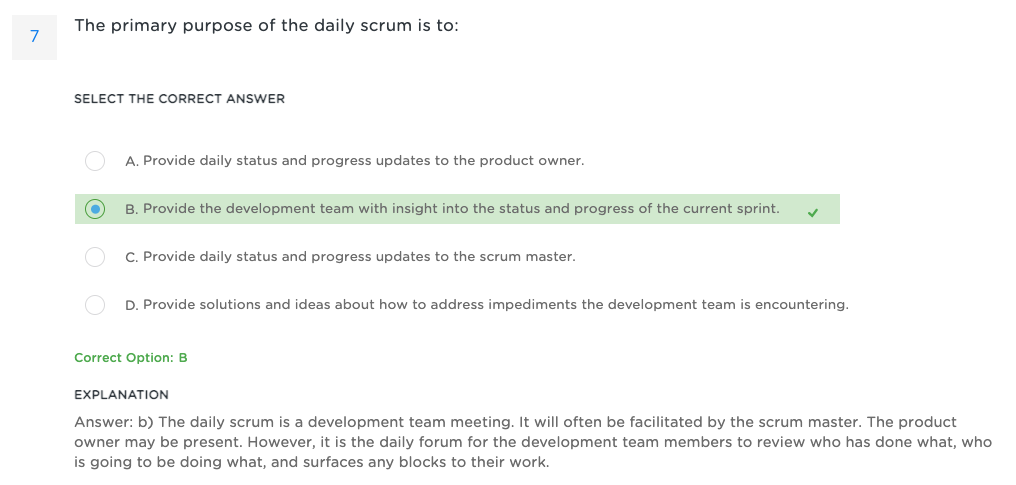 7
The primary purpose of the daily scrum is to:
SELECT THE CORRECT ANSWER
A. Provide daily status and progress updates to the product owner.
B. Provide the development team with insight into the status and progress of the current sprint.
C. Provide daily status and progress updates to the scrum master.
D. Provide solutions and ideas about how to address impediments the development team is encountering.
Correct Option: B
EXPLANATION
Answer: b) The daily scrum is a development team meeting. It will often be facilitated by the scrum master. The product
owner may be present. However, it is the daily forum for the development team members to review who has done what, who
is going to be doing what, and surfaces any blocks to their work.